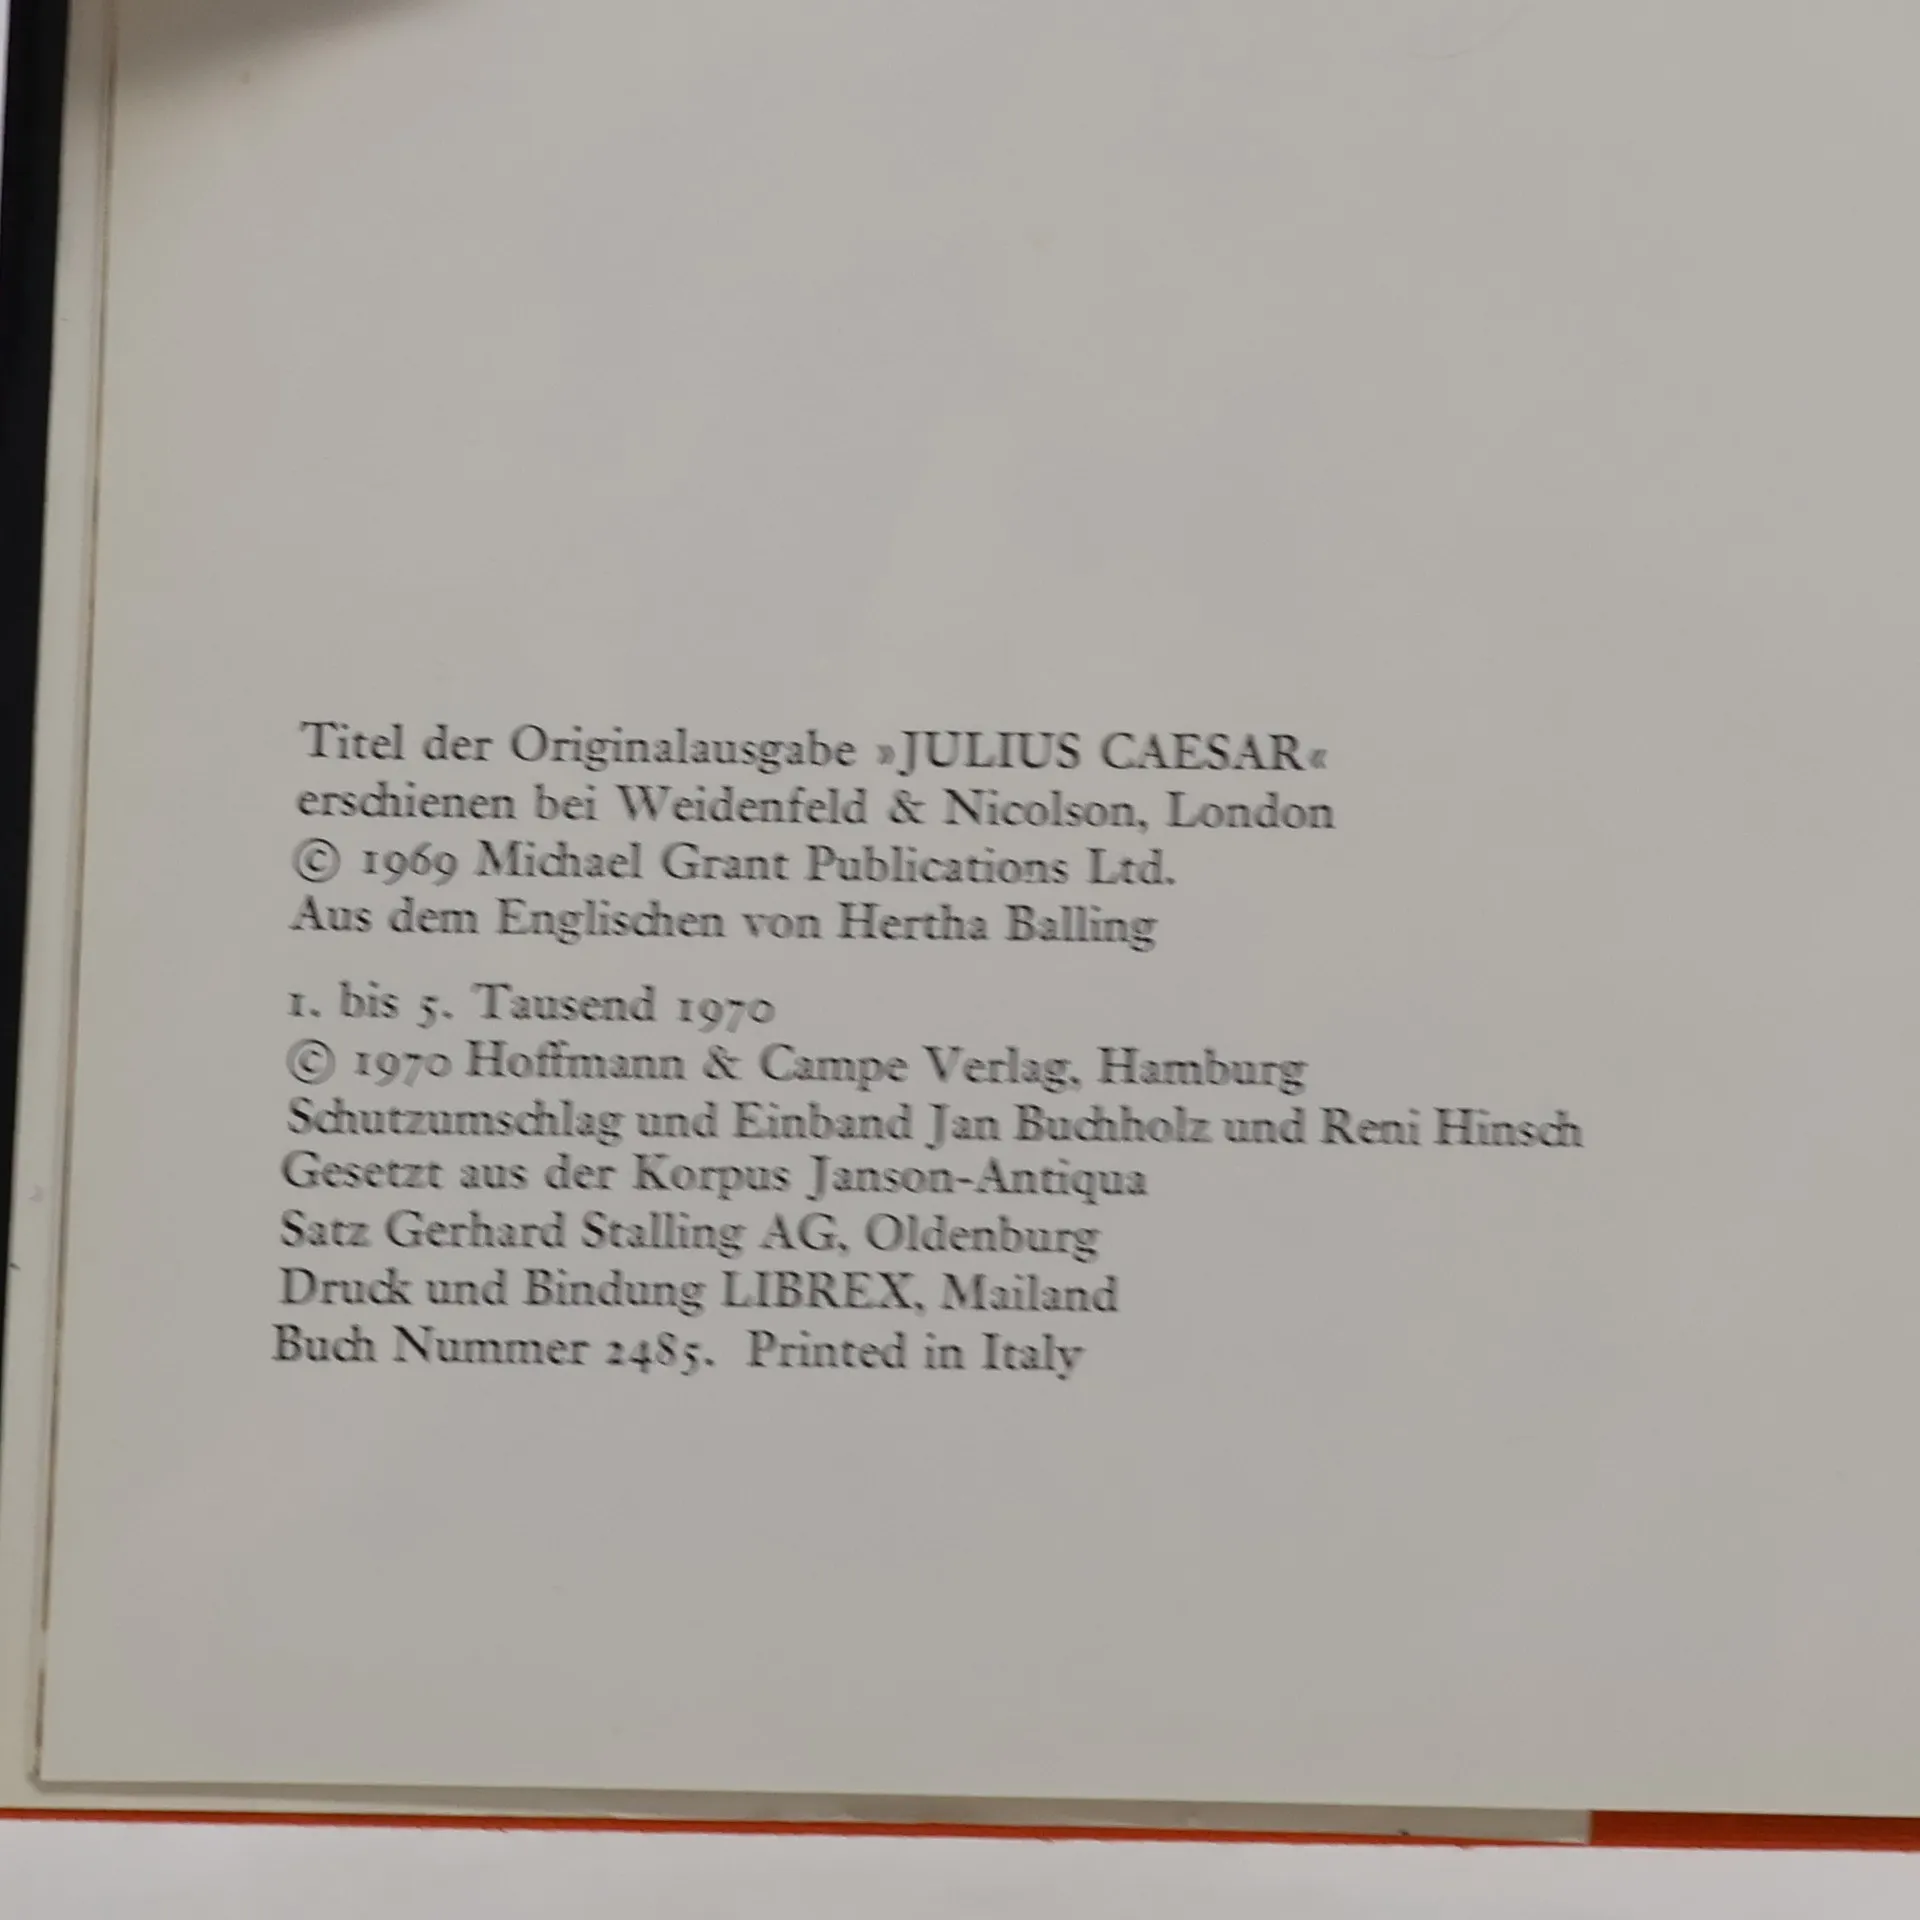 Titel der Originalausgabe »JULIUS CAESAR«
erschienen bei Weidenfeld & Nicolson, London
© 1969 Michael Grant Publications Ltd.
Aus dem Englischen von Hertha Balling
1. bis 5. Tausend 1970
© 1970 Hoffmann & Campe Verlag, Hamburg
Schutzumschlag und Einband Jan Buchholz und Reni Hinsch
Gesetzt aus der Korpus Janson-Antiqua
Satz Gerhard Stalling AG, Oldenburg
Druck und Bindung LIBREX, Mailand
Buch Nummer 2485. Printed in Italy